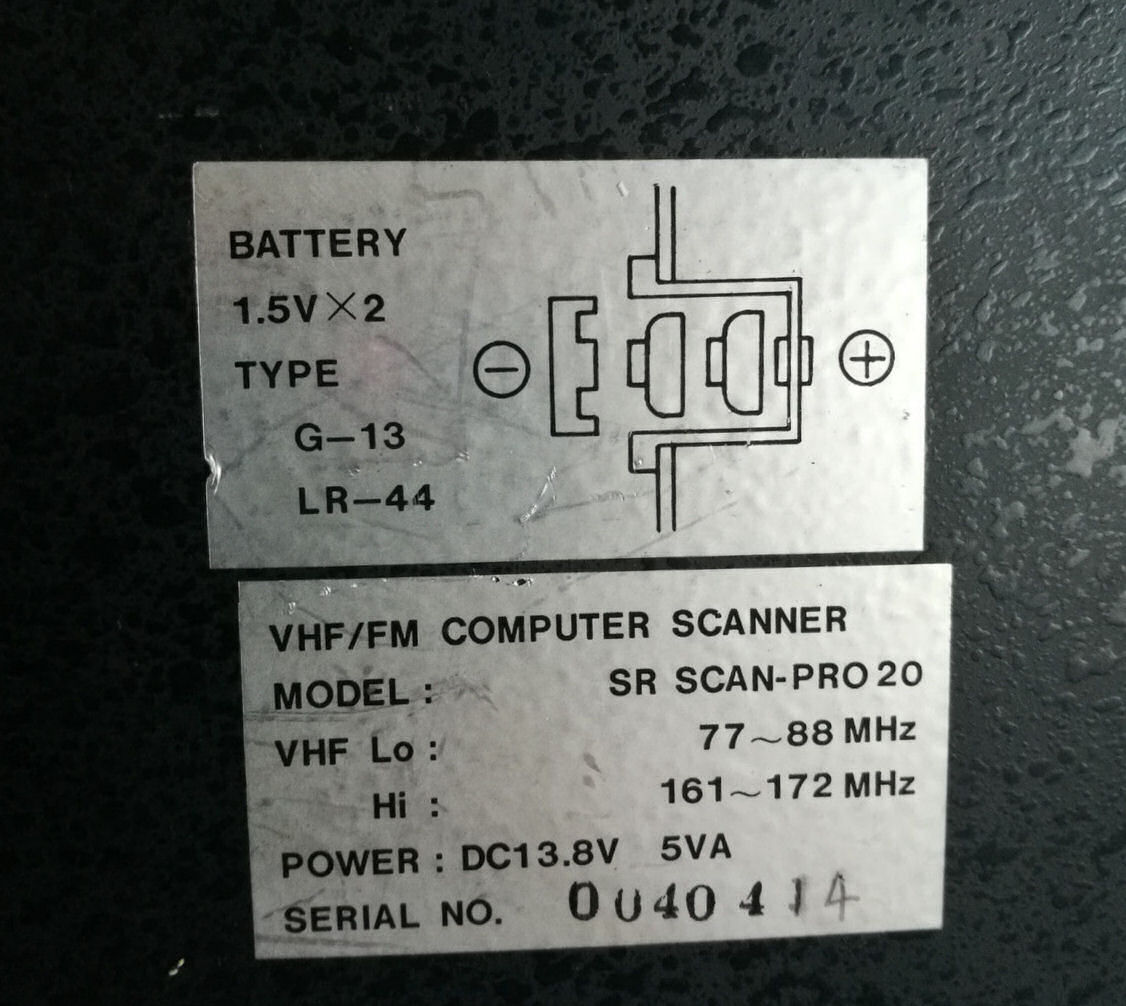 BATTERY
1.5V×2
TYPE
G–13
LR–44
VHF/FM COMPUTER SCANNER
MODEL : SR SCAN-PRO 20
VHF Lo : 77~88 MHz
Hi : 161~172 MHz
POWER : DC13.8V 5VA
SERIAL NO. 0040414